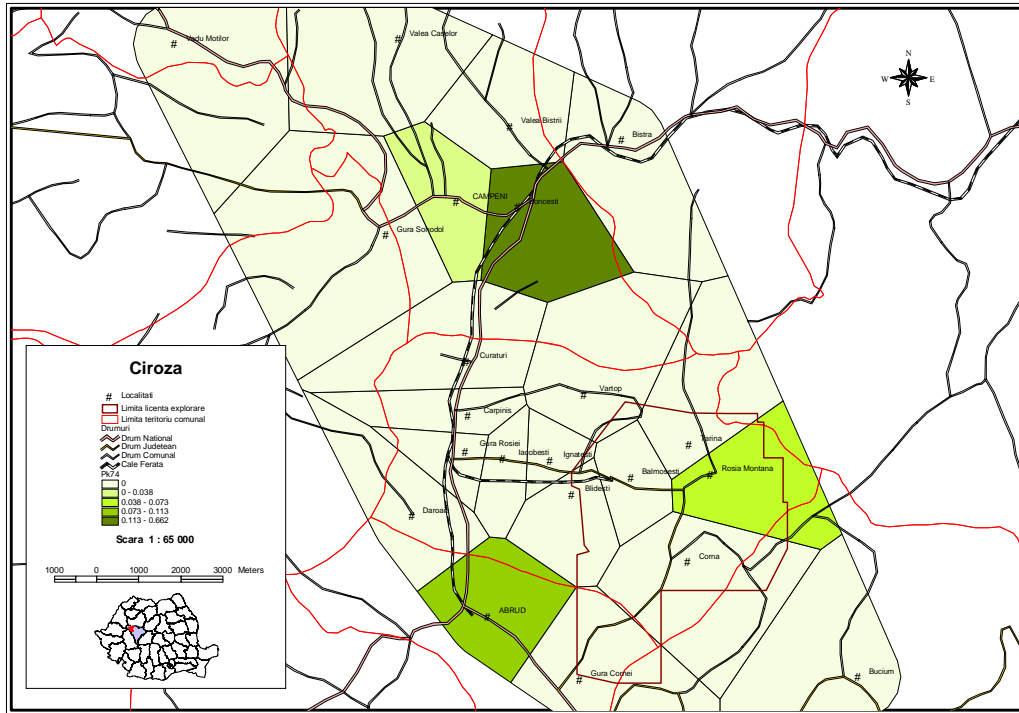 Vadu Motilor
Valea Caselor
N
W E
S
Valea Bistrii
Bistra
CAMPENI
Boncesti
Gura Sohodol
Curaturi
Vartop
Carpinis
Gura Rosiei
Iacobesti
Ignatesti
Tarina
Balmosesti
Rosia Montana
Blidesti
Daroaia
Corna
ABRUD
Gura Cornei
Bucium
Ciroza
# Localitati
Limita licenta explorare
Limita teritoriu comunal
Drumuri
Drum National
Drum Judetean
Drum Comunal
Cale Ferata
Pk74
0
0 - 0.038
0.038 - 0.073
0.073 - 0.113
0.113 - 0.662
Scara 1 : 65 000
1000 0 1000 2000 3000 Meters